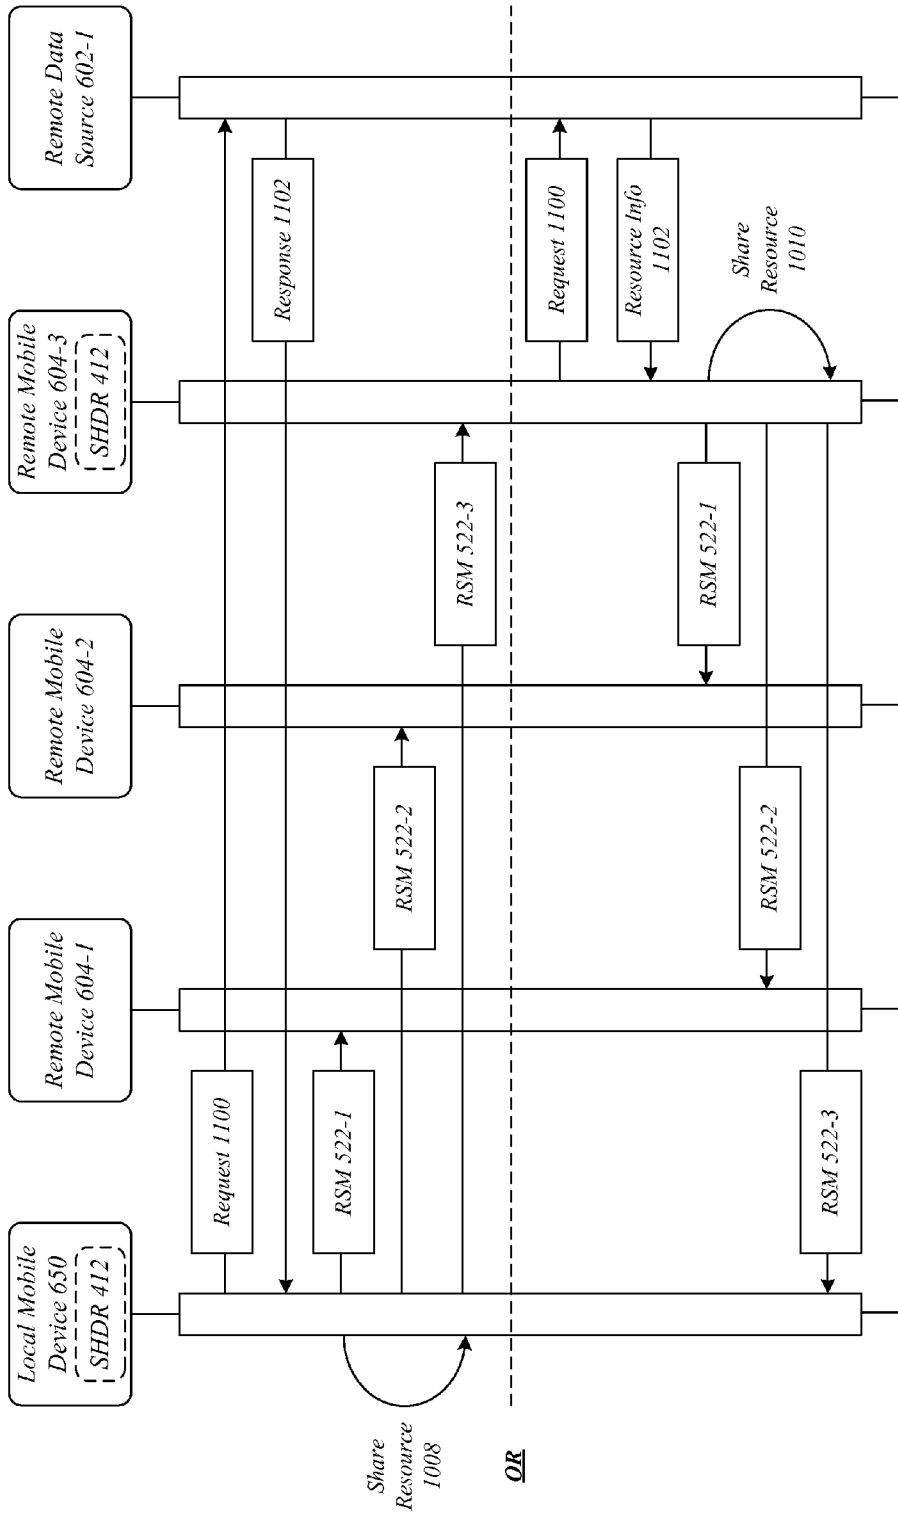 Local Mobile
Device 650
SHDR 412
Remote Mobile
Device 604-1
Remote Mobile
Device 604-2
Remote Mobile
Device 604-3
SHDR 412
Remote Data
Source 602-1
Request 1100
Response 1102
RSM 522-1
RSM 522-2
RSM 522-3
Share
Resource
1008
OR
Request 1100
Resource Info
1102
Share
Resource
1010
RSM 522-1
RSM 522-2
RSM 522-3